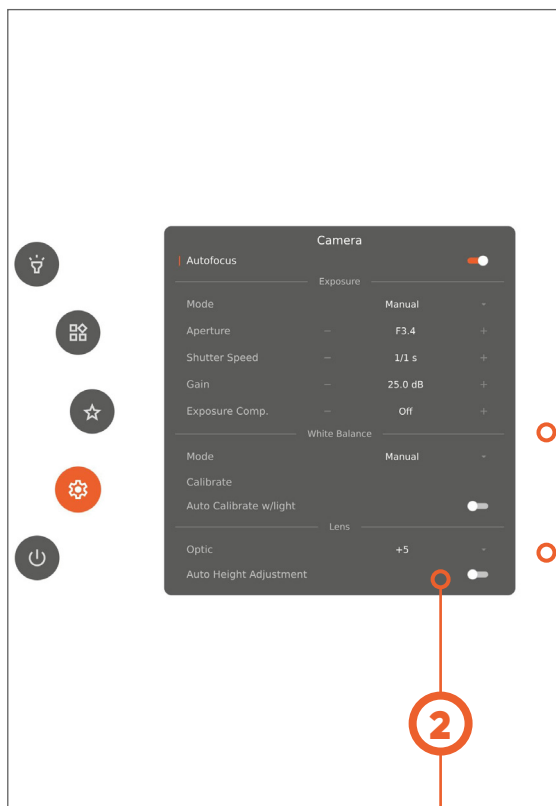 Camera
Autofocus
Exposure
Mode Manual
Aperture − F3.4 +
Shutter Speed − 1/1 s +
Gain − 25.0 dB +
Exposure Comp. − Off +
White Balance
Mode Manual
Calibrate
Auto Calibrate w/light
Lens
Optic +5
Auto Height Adjustment
2